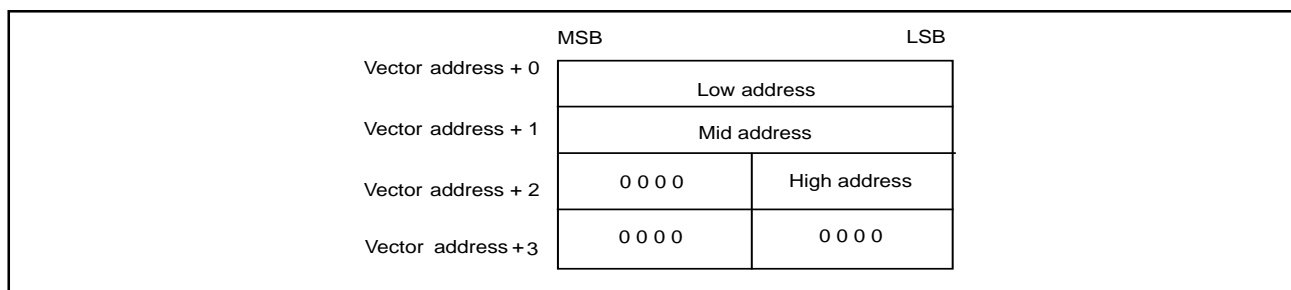 MSB LSB
Vector address + 0 Low address
Vector address + 1 Mid address
Vector address + 2 0 0 0 0 High address
Vector address + 3 0 0 0 0 0 0 0 0